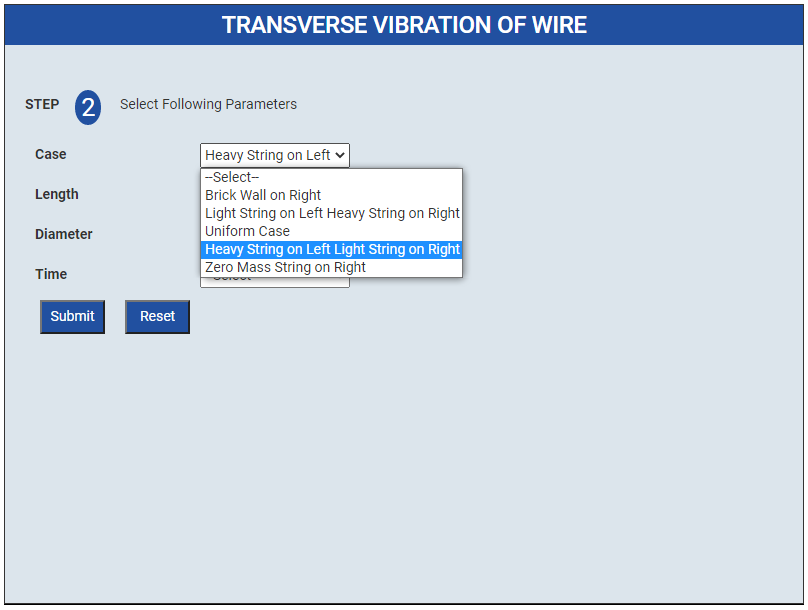 TRANSVERSE VIBRATION OF WIRE
STEP 2 Select Following Parameters
Case Heavy String on Left
--Select--
Brick Wall on Right
Length
Light String on Left Heavy String on Right
Diameter
Uniform Case
Heavy String on Left Light String on Right
Time
Zero Mass String on Right
Submit Reset